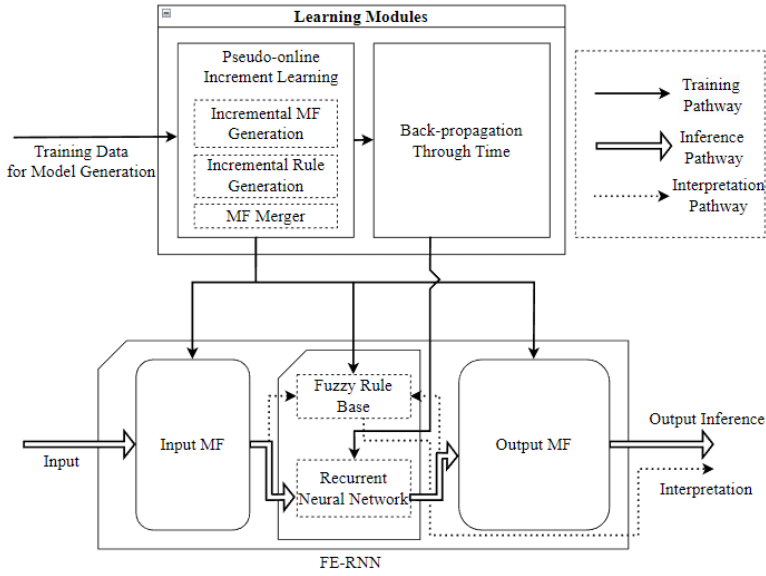 Learning Modules
Pseudo-online
Increment Learning
Incremental MF
Generation
Incremental Rule
Generation
MF Merger
Back-propagation
Through Time
Training Data
for Model Generation
Training
Pathway
Inference
Pathway
Interpretation
Pathway
Input
Input MF
Fuzzy Rule
Base
Recurrent
Neural Network
Output MF
Output Inference
Interpretation
FE-RNN